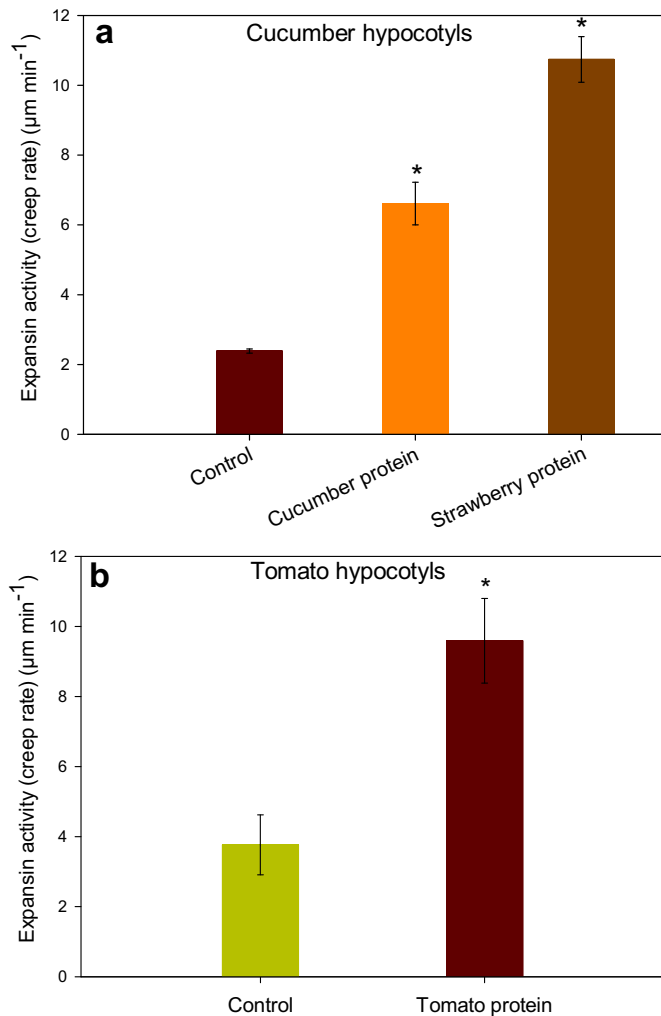 a
Cucumber hypocotyls
Expansin activity (creep rate) (µm min⁻¹)
12
10
8
6
4
2
0
*
*
Control
Cucumber protein
Strawberry protein
b
Tomato hypocotyls
Expansin activity (creep rate) (µm min⁻¹)
12
10
8
6
4
2
0
*
Control
Tomato protein